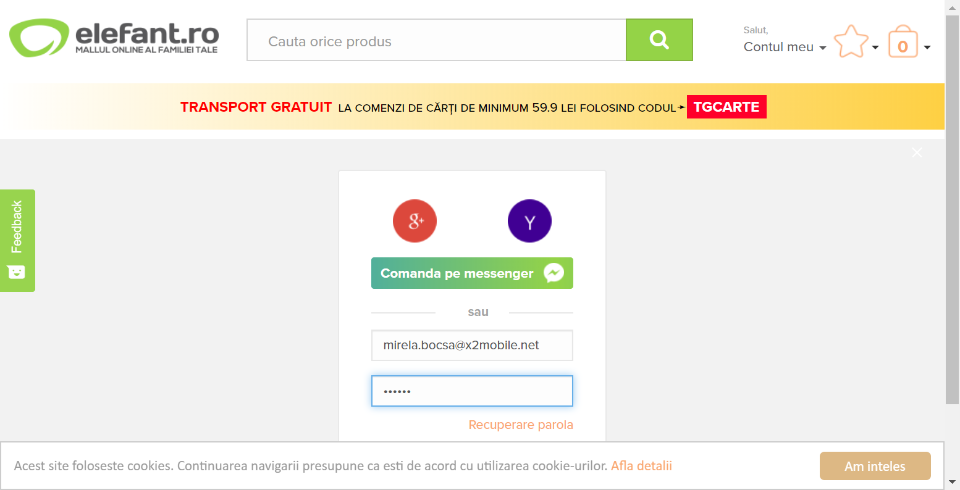 elefant.ro
MALLUL ONLINE AL FAMILIEI TALE
Cauta orice produs
Salut,
Contul meu
0
TRANSPORT GRATUIT LA COMENZI DE CĂRȚI DE MINIMUM 59.9 LEI FOLOSIND CODUL TGCARTE
Feedback
g+
Y
Comanda pe messenger
sau
mirela.bocsa@x2mobile.net
••••••
Recuperare parola
Acest site foloseste cookies. Continuarea navigarii presupune ca esti de acord cu utilizarea cookie-urilor. Afla detalii
Am inteles